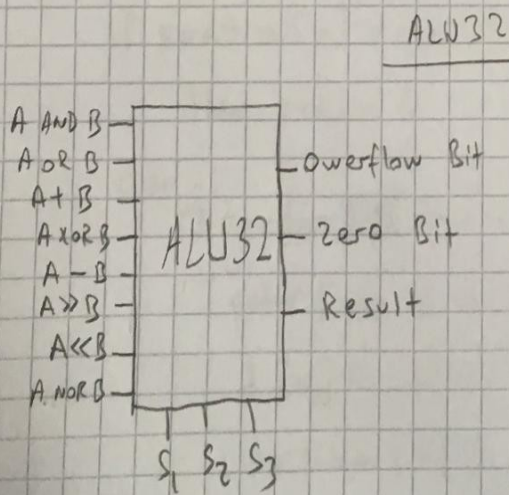 ALU32
A AND B
A OR B
A + B
A XOR B
A - B
A >> B
A << B
A NOR B
ALU32
Owerflow Bit
Zero Bit
Result
S1 S2 S3